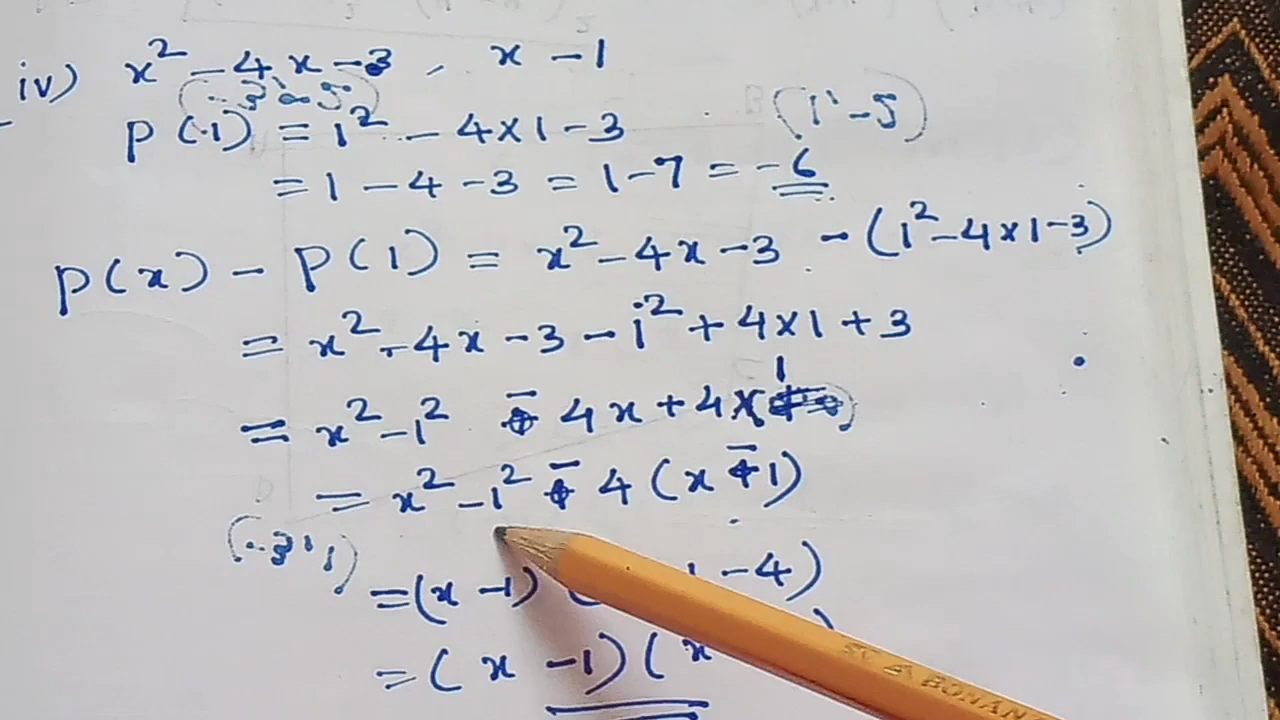 iv) x² - 4x - 3 , x - 1
P(1) = 1² - 4×1-3
= 1 - 4 - 3 = 1-7 = -6
P(x) - P(1) = x² - 4x - 3 - (1² - 4×1-3)
= x² - 4x - 3 - 1² + 4×1 + 3
= x² - 1² - 4x + 4×1
= x² - 1² - 4(x - 1)
= (x - 1) ( 1 - 4)
= (x - 1)(x